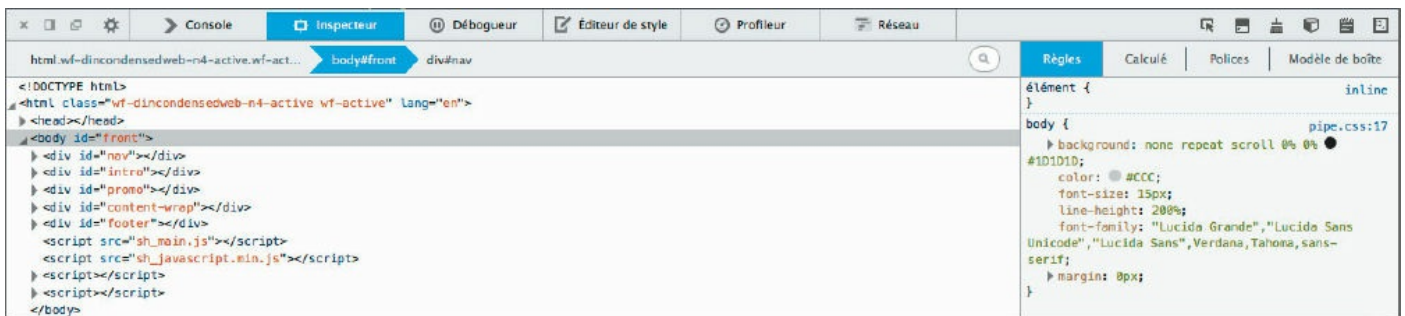 Console Inspecteur Débogueur Éditeur de style Profileur Réseau
html.wf-dincondensedweb-n4-active.wf-act... body#front div#nav
Règles Calculé Polices Modèle de boîte
<!DOCTYPE html>
<html class="wf-dincondensedweb-n4-active wf-active" lang="en">
<head></head>
<body id="front">
<div id="nav"></div>
<div id="intro"></div>
<div id="promo"></div>
<div id="content-wrap"></div>
<div id="footer"></div>
<script src="sh_main.js"></script>
<script src="sh_javascript.min.js"></script>
<script></script>
<script></script>
</body>
élément { inline
}
body { pipe.css:17
background: none repeat scroll 0% 0%
#1D1D1D;
color: #CCC;
font-size: 15px;
line-height: 200%;
font-family: "Lucida Grande","Lucida Sans
Unicode","Lucida Sans",Verdana,Tahoma,sans-
serif;
margin: 0px;
}